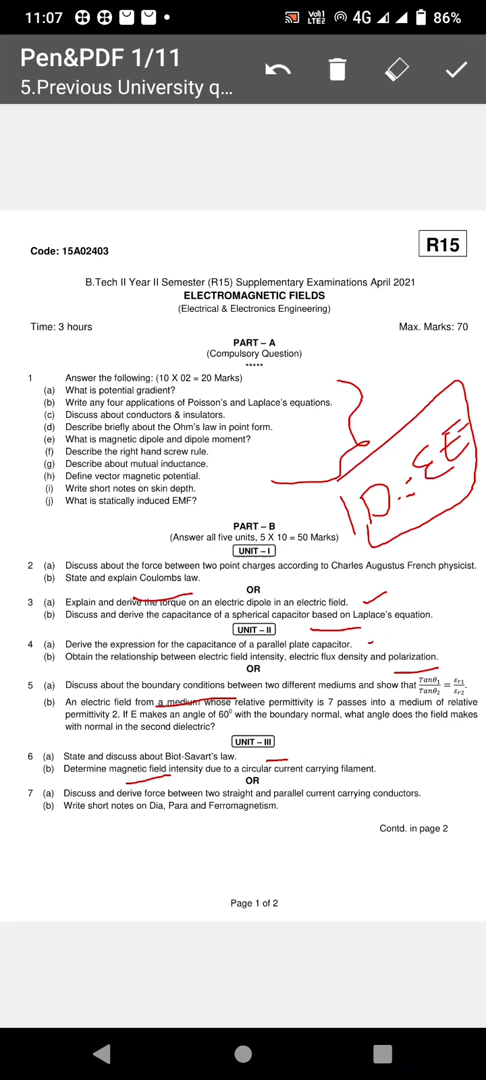 11:07 Vo)) LTE2 4G 86%
Pen&PDF 1/11
5.Previous University q...
Code: 15A02403
R15
B.Tech II Year II Semester (R15) Supplementary Examinations April 2021
ELECTROMAGNETIC FIELDS
(Electrical & Electronics Engineering)
Time: 3 hours Max. Marks: 70
PART – A
(Compulsory Question)
*****
1 Answer the following: (10 X 02 = 20 Marks)
(a) What is potential gradient?
(b) Write any four applications of Poisson's and Laplace's equations.
(c) Discuss about conductors & insulators.
(d) Describe briefly about the Ohm's law in point form.
(e) What is magnetic dipole and dipole moment?
(f) Describe the right hand screw rule.
(g) Describe about mutual inductance.
(h) Define vector magnetic potential.
(i) Write short notes on skin depth.
(j) What is statically induced EMF?
PART – B
(Answer all five units, 5 X 10 = 50 Marks)
UNIT – I
2 (a) Discuss about the force between two point charges according to Charles Augustus French physicist.
(b) State and explain Coulombs law.
OR
3 (a) Explain and derive the torque on an electric dipole in an electric field.
(b) Discuss and derive the capacitance of a spherical capacitor based on Laplace's equation.
UNIT – II
4 (a) Derive the expression for the capacitance of a parallel plate capacitor.
(b) Obtain the relationship between electric field intensity, electric flux density and polarization.
OR
5 (a) Discuss about the boundary conditions between two different mediums and show that Tanθ1/Tanθ2 = εr1/εr2.
(b) An electric field from a medium whose relative permittivity is 7 passes into a medium of relative
permittivity 2. If E makes an angle of 60⁰ with the boundary normal, what angle does the field makes
with normal in the second dielectric?
UNIT – III
6 (a) State and discuss about Biot-Savart's law.
(b) Determine magnetic field intensity due to a circular current carrying filament.
OR
7 (a) Discuss and derive force between two straight and parallel current carrying conductors.
(b) Write short notes on Dia, Para and Ferromagnetism.
Contd. in page 2
Page 1 of 2